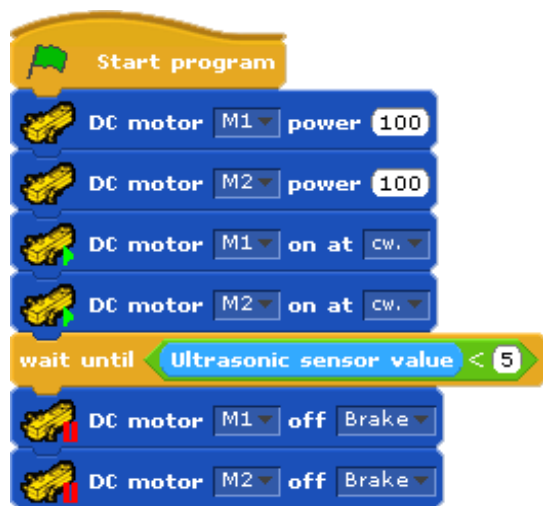 Start program
DC motor M1 power 100
DC motor M2 power 100
DC motor M1 on at cw.
DC motor M2 on at cw.
wait until Ultrasonic sensor value < 5
DC motor M1 off Brake
DC motor M2 off Brake